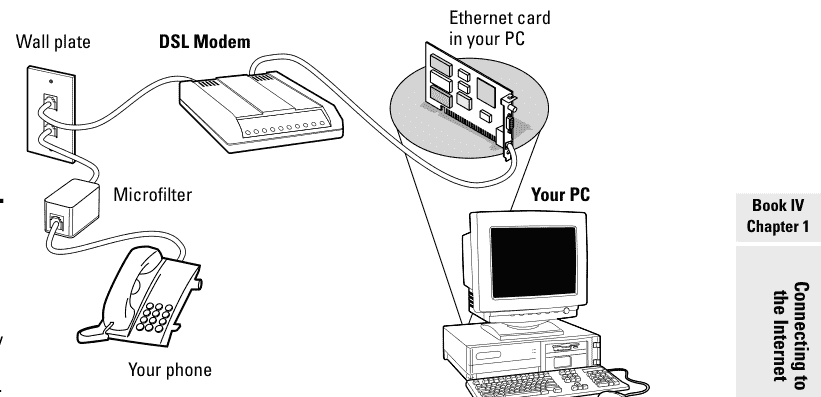 Ethernet card
in your PC
Wall plate
DSL Modem
Microfilter
Your PC
Book IV
Chapter 1
Connecting to
the Internet
Your phone